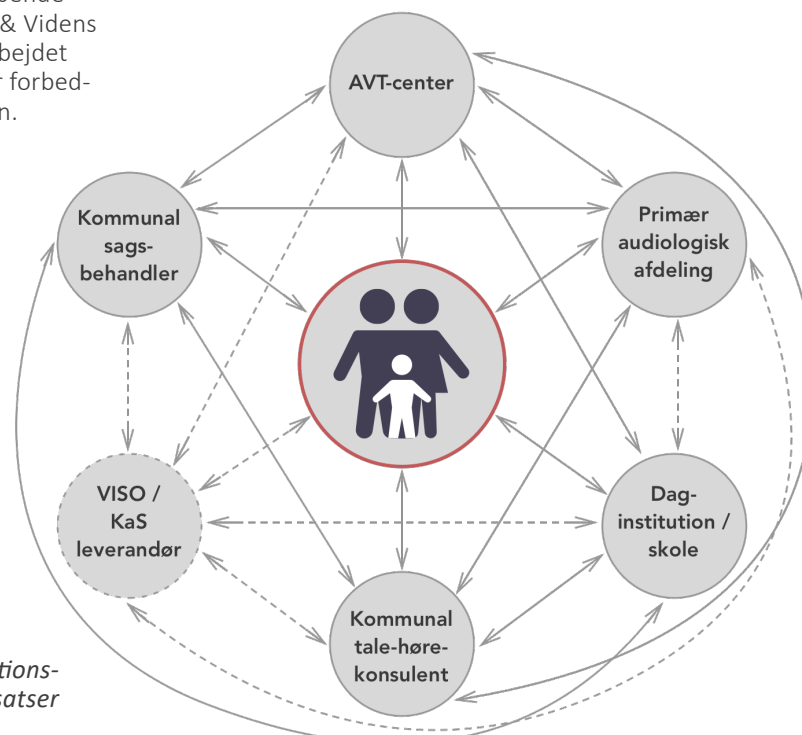 & Videns
bejdet
r forbed-
n.
AVT-center
Kommunal
sags-
behandler
Primær
audiologisk
afdeling
VISO /
KaS
leverandør
Dag-
institution /
skole
Kommunal
tale-høre-
konsulent
tions-
satser